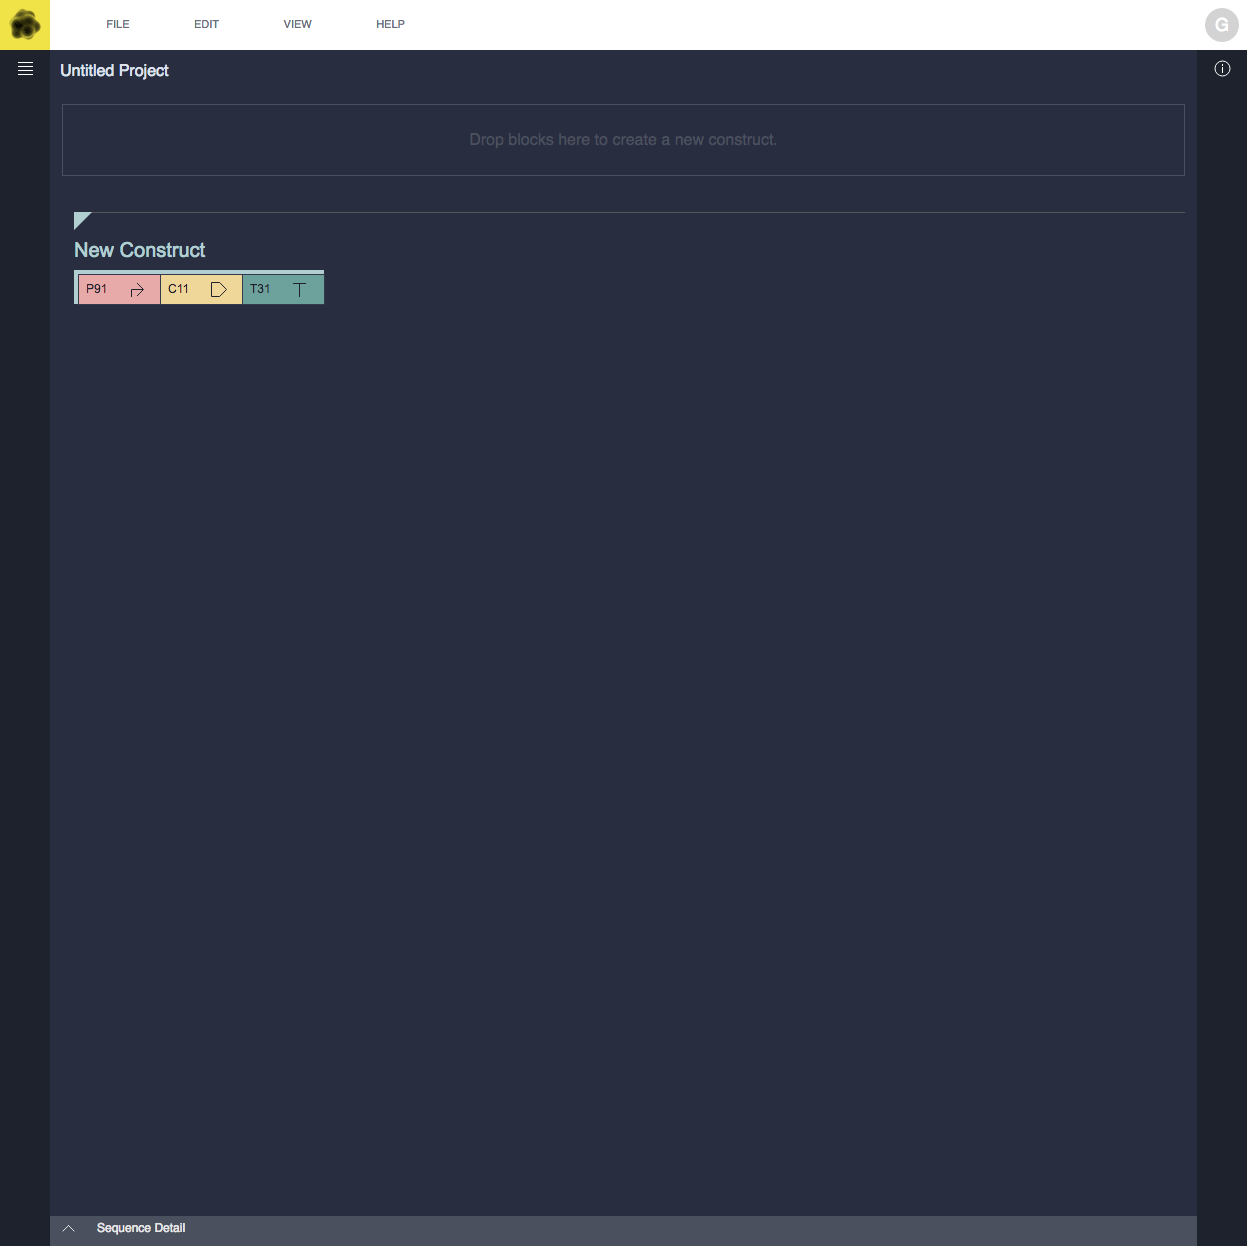 FILE EDIT VIEW HELP
G
Untitled Project
Drop blocks here to create a new construct.
New Construct
P91 C11 T31
Sequence Detail